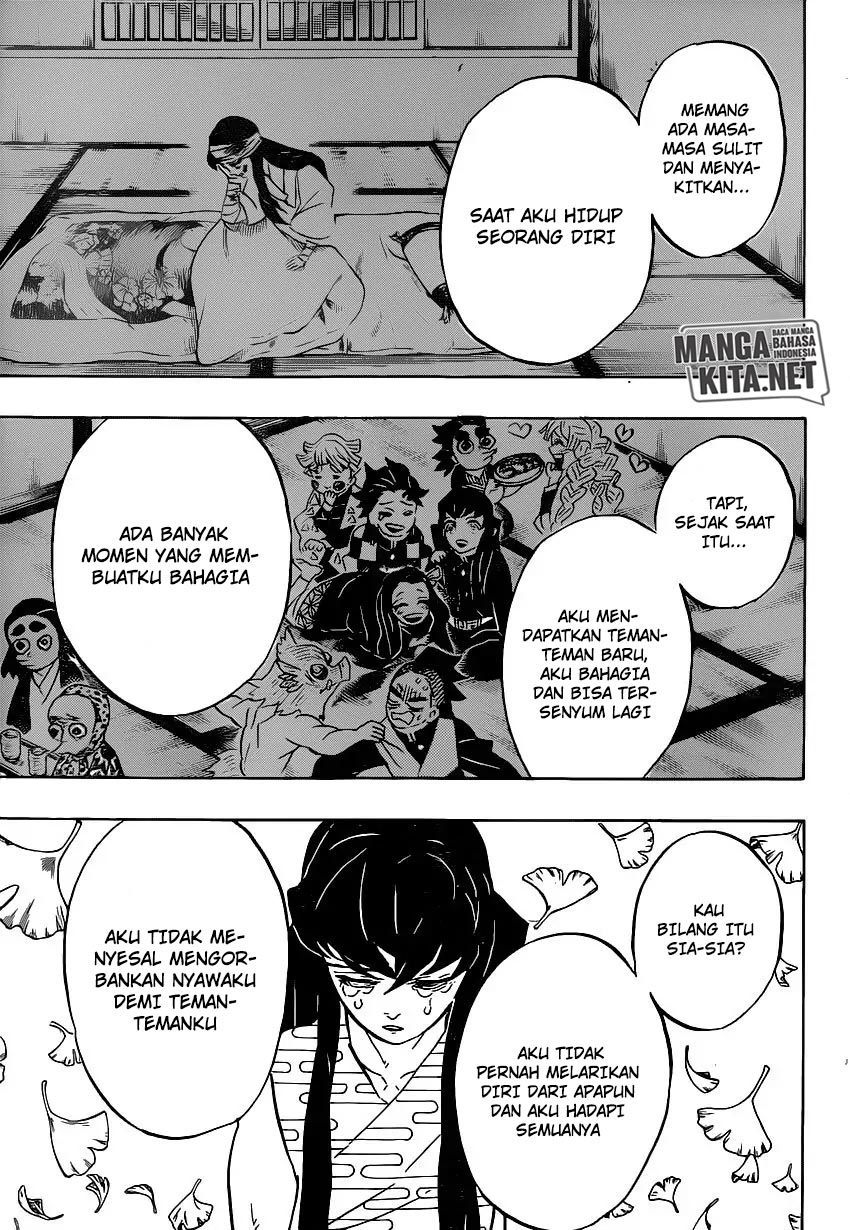 MEMANG
ADA MASA-
MASA SULIT
DAN MENYA-
KITKAN...
SAAT AKU HIDUP
SEORANG DIRI
MANGA
KITA.NET
BACA MANGA
BAHASA
INDONESIA
TAPI,
SEJAK SAAT
ITU...
AKU MEN-
DAPATKAN TEMAN-
TEMAN BARU,
AKU BAHAGIA
DAN BISA TER-
SENYUM LAGI
ADA BANYAK
MOMEN YANG MEM-
BUATKU BAHAGIA
KAU
BILANG ITU
SIA-SIA?
AKU TIDAK
PERNAH MELARIKAN
DIRI DARI APAPUN
DAN AKU HADAPI
SEMUANYA
AKU TIDAK ME-
NYESAL MENGOR-
BANKAN NYAWAKU
DEMI TEMAN-
TEMANKU